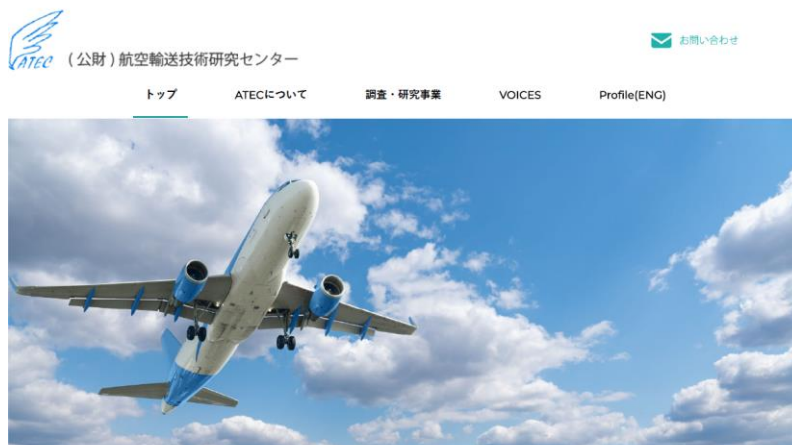 ATEC
(公財)航空輸送技術研究センター
お問い合わせ
トップ
ATECについて
調査・研究事業
VOICES
Profile(ENG)